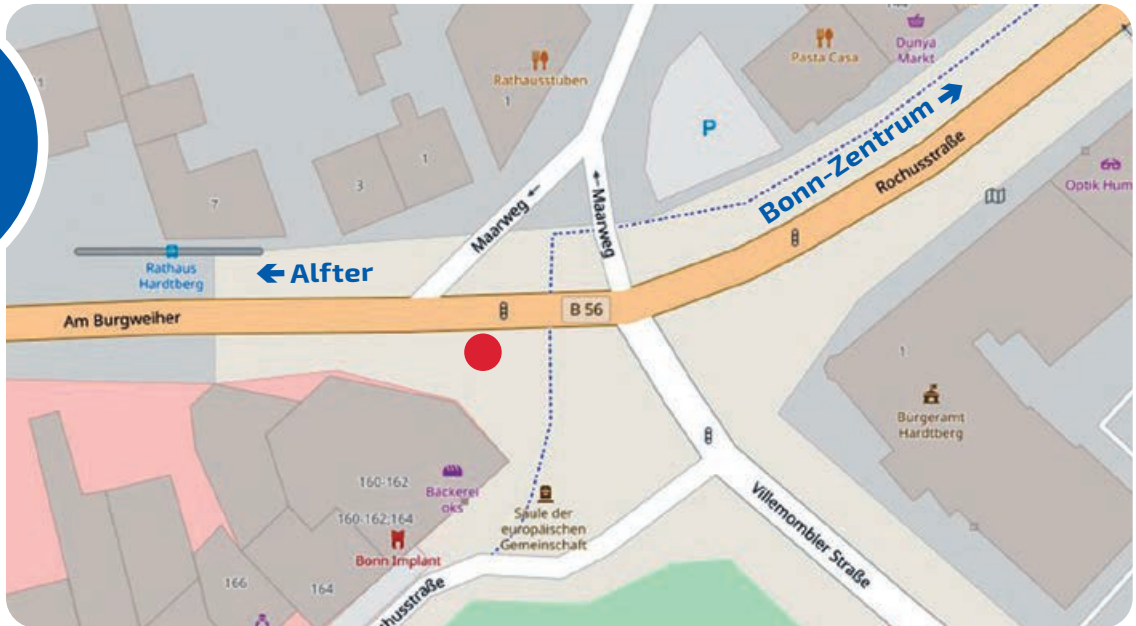 Rathausstuben
1
Pasta Casa
Dunya
Markt
P
Bonn-Zentrum →
Rochusstraße
Optik Hum
1
1
3
7
Maarweg →
← Maarweg
Rathaus
Hardtberg
← Alfter
Am Burgweiher
B 56
1
Bürgeramt
Hardtberg
160-162
Bäckerei
oks
160-162;164
Bonn Implant
Säule der
europäischen
Gemeinschaft
Villemombler Straße
166
164
chusstraße